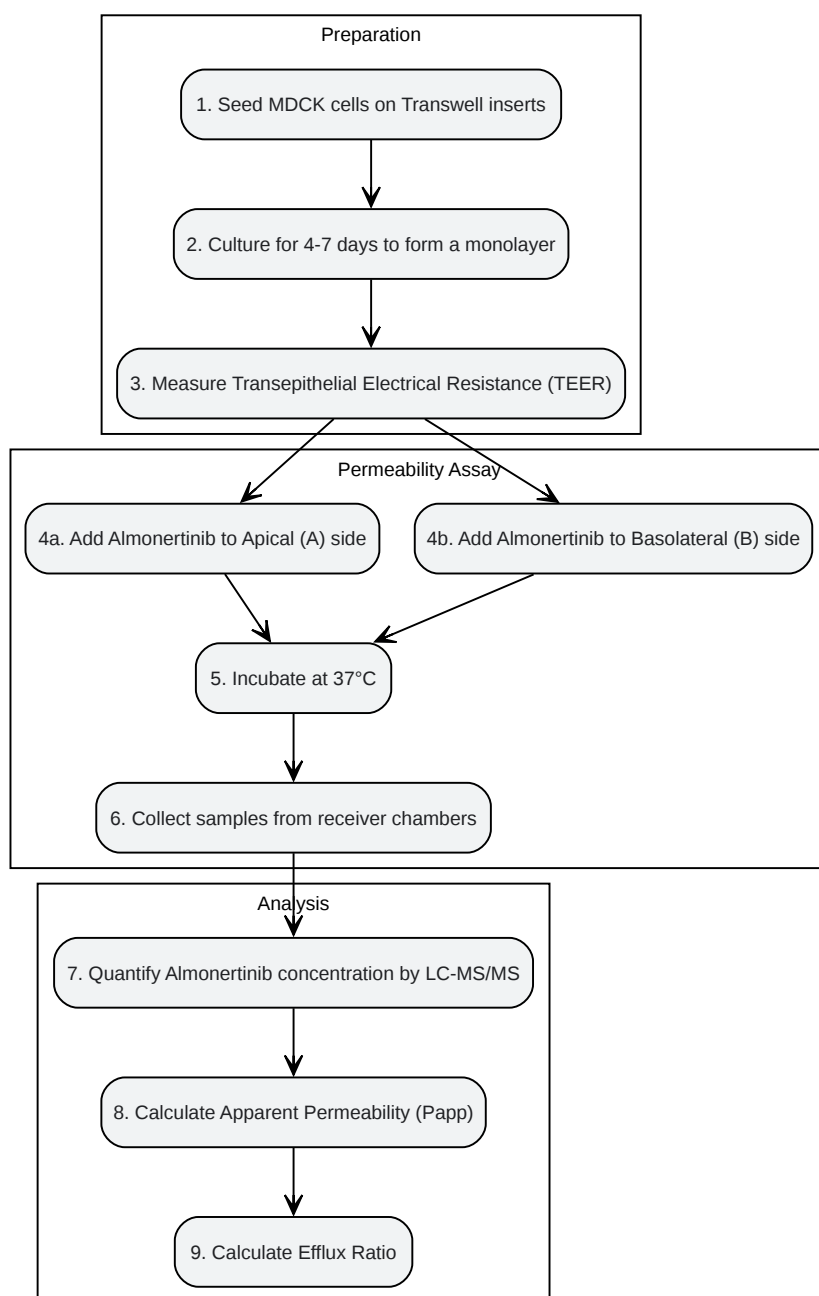 Preparation
1. Seed MDCK cells on Transwell inserts
2. Culture for 4-7 days to form a monolayer
3. Measure Transepithelial Electrical Resistance (TEER)
Permeability Assay
4a. Add Almonertinib to Apical (A) side
4b. Add Almonertinib to Basolateral (B) side
5. Incubate at 37°C
6. Collect samples from receiver chambers
Analysis
7. Quantify Almonertinib concentration by LC-MS/MS
8. Calculate Apparent Permeability (Papp)
9. Calculate Efflux Ratio